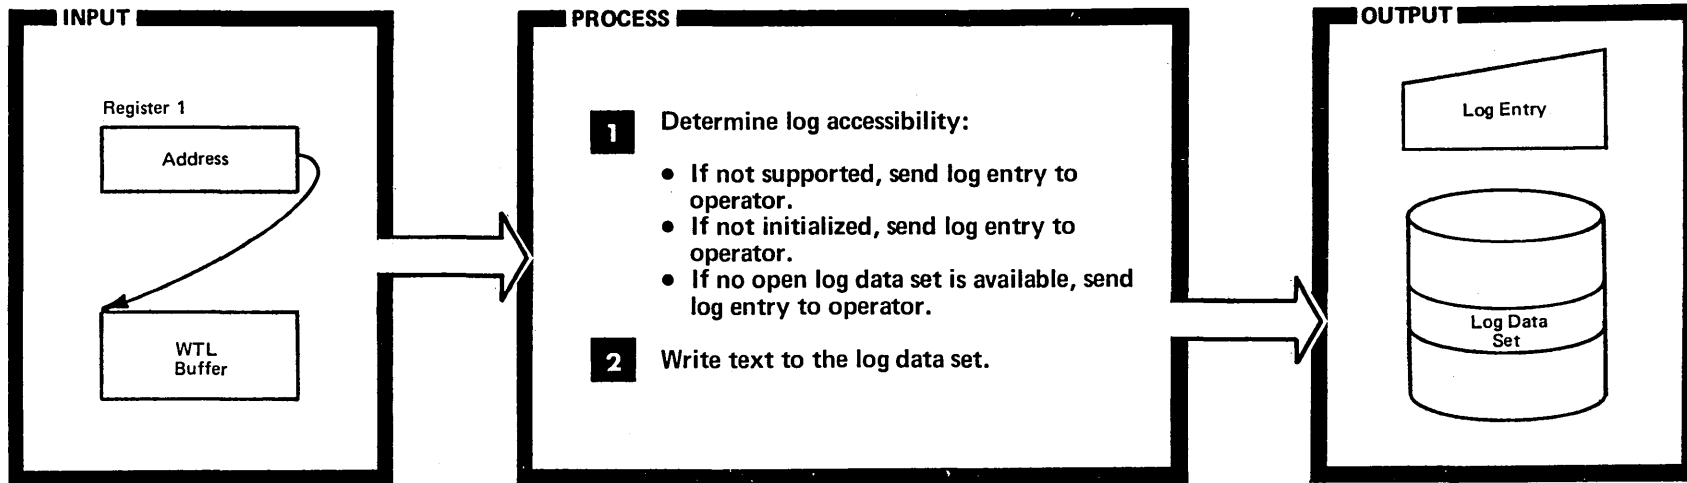 INPUT
Register 1
Address
WTL
Buffer
PROCESS
1 Determine log accessibility:
• If not supported, send log entry to
operator.
• If not initialized, send log entry to
operator.
• If no open log data set is available, send
log entry to operator.
2 Write text to the log data set.
OUTPUT
Log Entry
Log Data
Set